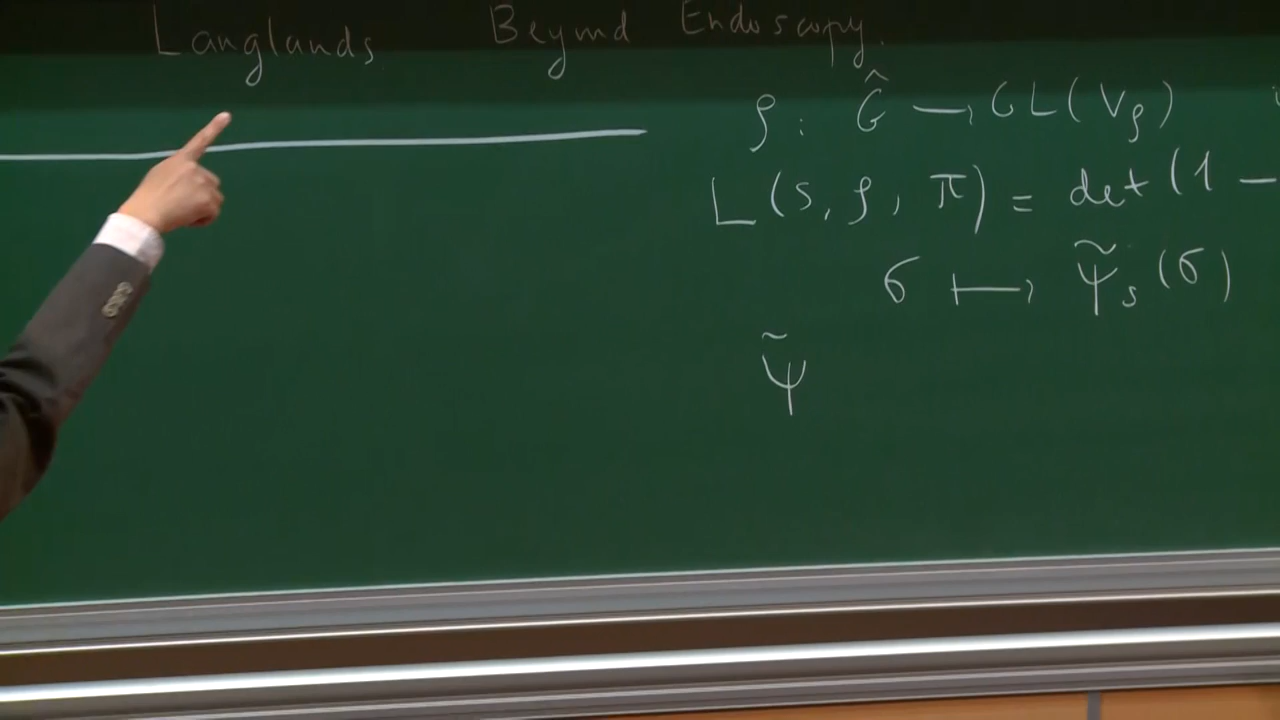 Langlands Beyond Endoscopy.
ρ: Ĝ → GL(V_ρ)
L(s, ρ, π) = det(1 −
σ ⟼ ψ̃_s(σ)
ψ̃